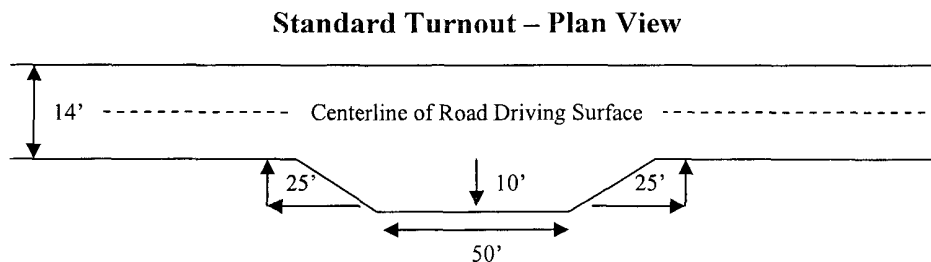 Standard Turnout – Plan View
14'
Centerline of Road Driving Surface
25'
10'
25'
50'